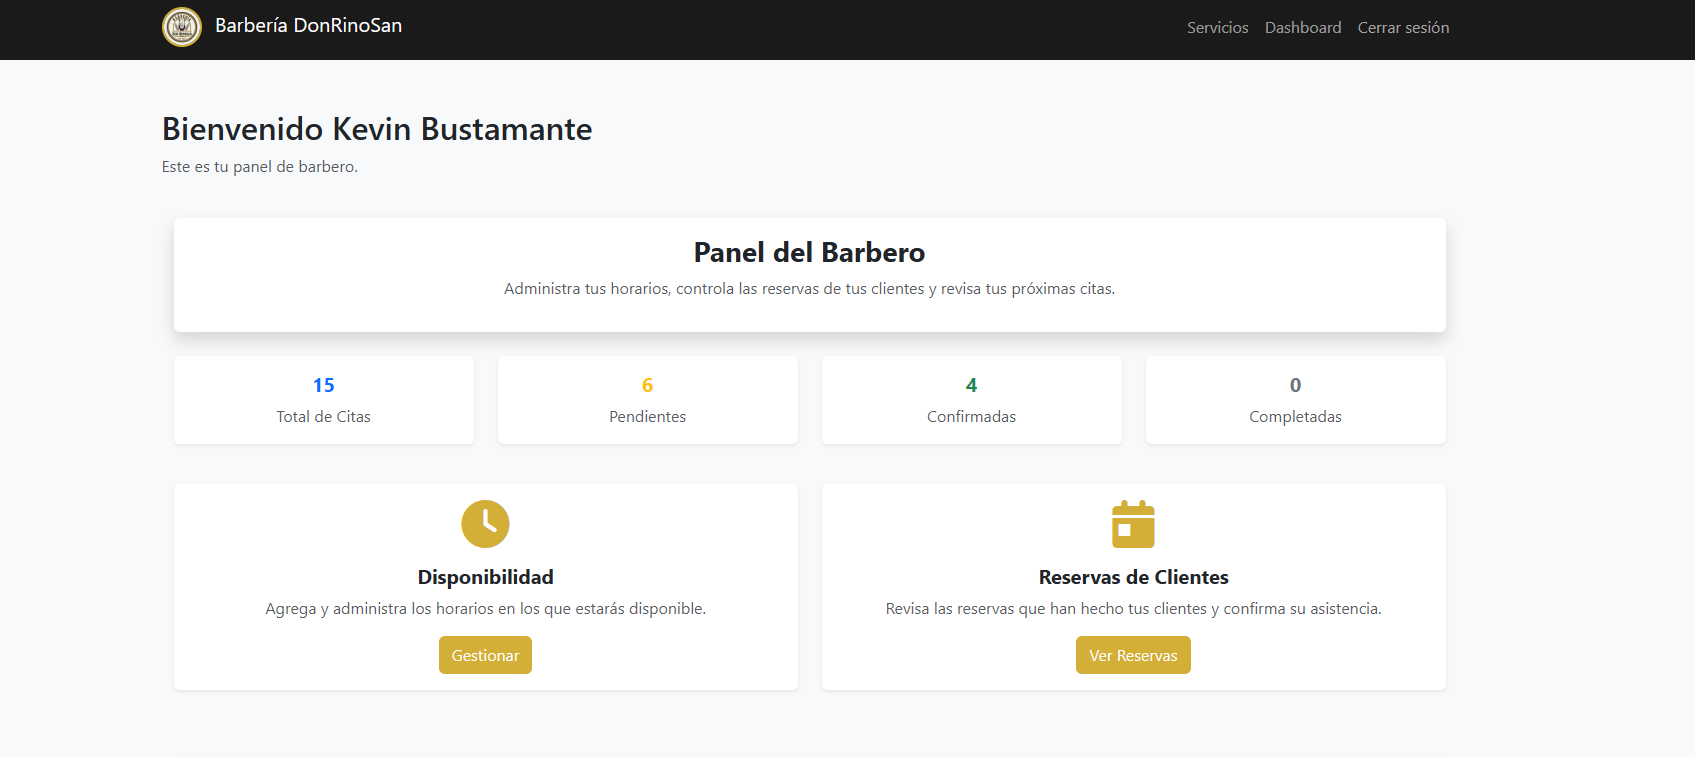 Barbería DonRinoSan
Servicios Dashboard Cerrar sesión
Bienvenido Kevin Bustamante
Este es tu panel de barbero.
Panel del Barbero
Administra tus horarios, controla las reservas de tus clientes y revisa tus próximas citas.
15
Total de Citas
6
Pendientes
4
Confirmadas
0
Completadas
Disponibilidad
Agrega y administra los horarios en los que estarás disponible.
Gestionar
Reservas de Clientes
Revisa las reservas que han hecho tus clientes y confirma su asistencia.
Ver Reservas